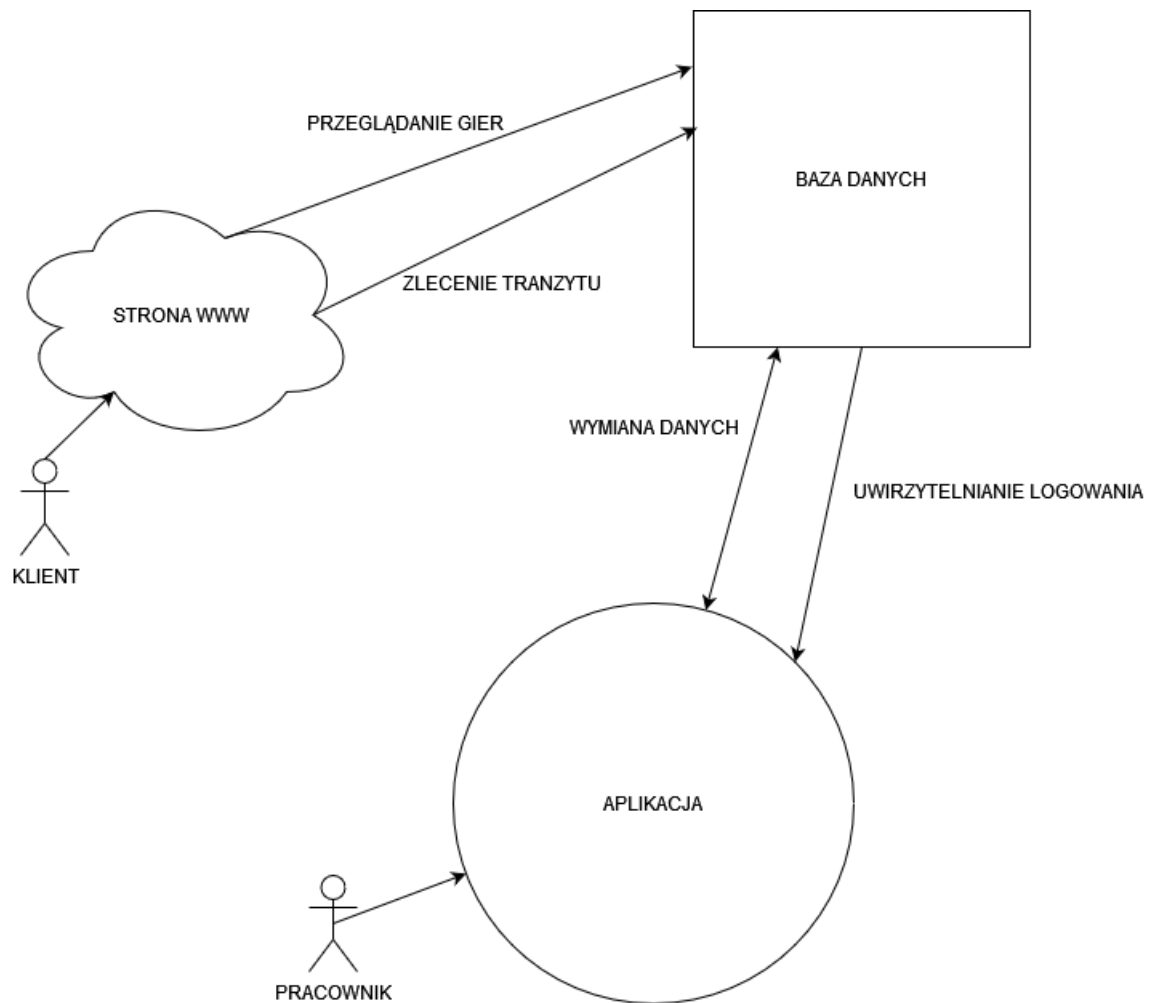 PRZEGLĄDANIE GIER
BAZA DANYCH
ZLECENIE TRANZYTU
STRONA WWW
WYMIANA DANYCH
UWIRZYTELNIANIE LOGOWANIA
KLIENT
APLIKACJA
PRACOWNIK